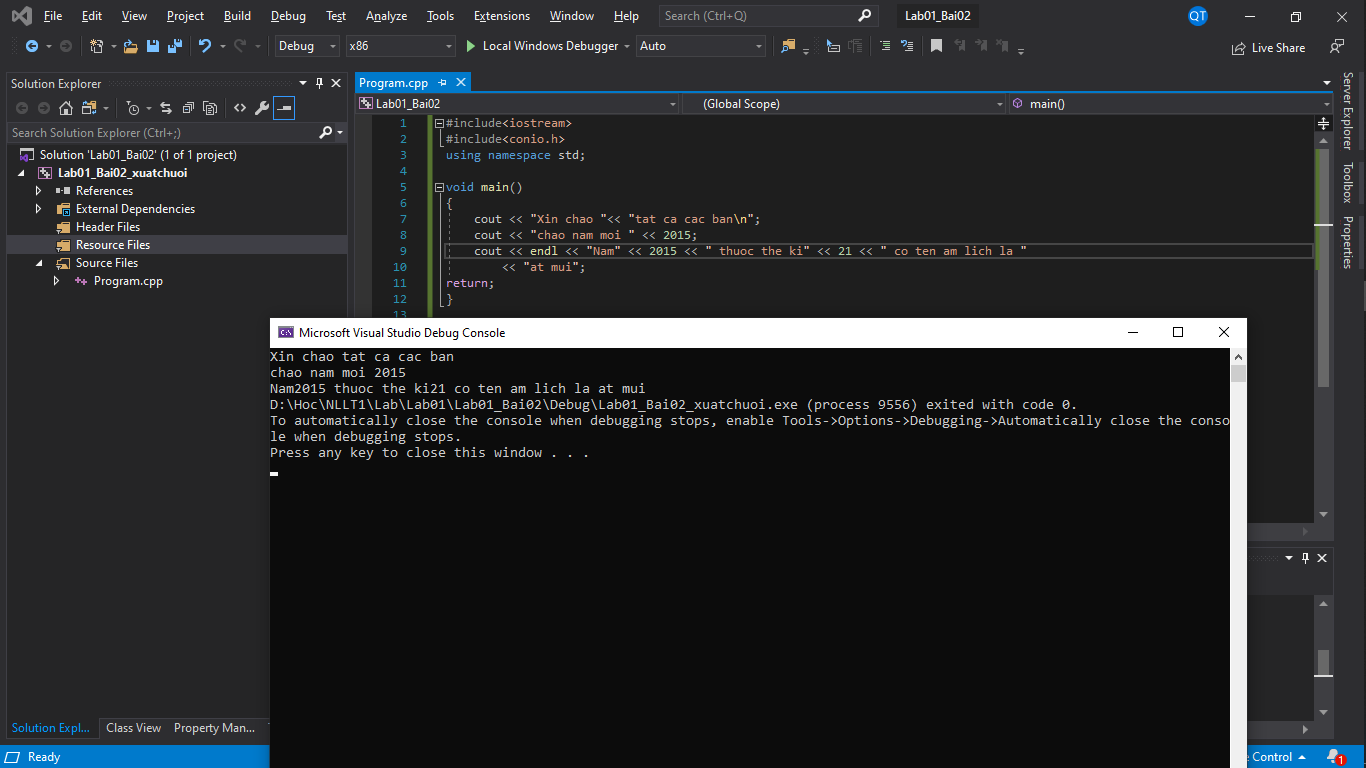 File Edit View Project Build Debug Test Analyze Tools Extensions Window Help Search (Ctrl+Q) Lab01_Bai02 QT
Debug x86 Local Windows Debugger Auto Live Share
Solution Explorer
Search Solution Explorer (Ctrl+;)
Solution 'Lab01_Bai02' (1 of 1 project)
Lab01_Bai02_xuatchuoi
References
External Dependencies
Header Files
Resource Files
Source Files
Program.cpp
Solution Expl... Class View Property Man...
Program.cpp
Lab01_Bai02 (Global Scope) main()
1 #include<iostream>
2 #include<conio.h>
3 using namespace std;
4
5 void main()
6 {
7 cout << "Xin chao "<< "tat ca cac ban\n";
8 cout << "chao nam moi " << 2015;
9 cout << endl << "Nam" << 2015 << " thuoc the ki" << 21 << " co ten am lich la "
10 << "at mui";
11 return;
12 }
13
Server Explorer
Toolbox
Properties
C:\ Microsoft Visual Studio Debug Console
Xin chao tat ca cac ban
chao nam moi 2015
Nam2015 thuoc the ki21 co ten am lich la at mui
D:\Hoc\NLLT1\Lab\Lab01\Lab01_Bai02\Debug\Lab01_Bai02_xuatchuoi.exe (process 9556) exited with code 0.
To automatically close the console when debugging stops, enable Tools->Options->Debugging->Automatically close the conso
le when debugging stops.
Press any key to close this window . . .
Ready
Control 1